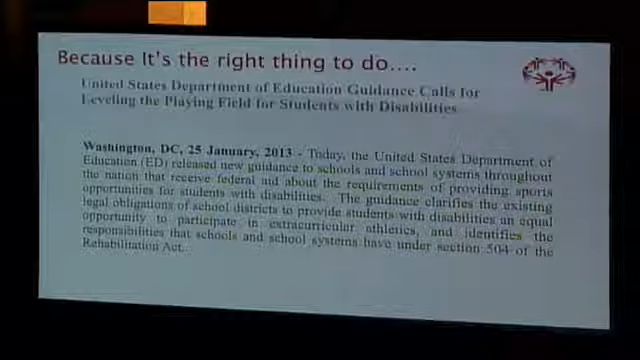 Because It's the right thing to do....
United States Department of Education Guidance Calls for
Leveling the Playing Field for Students with Disabilities
Washington, DC, 25 January, 2013 - Today, the United States Department of
Education (ED) released new guidance to schools and school systems throughout
the nation that receive federal aid about the requirements of providing sports
opportunities for students with disabilities. The guidance clarifies the existing
legal obligations of school districts to provide students with disabilities an equal
opportunity to participate in extracurricular athletics, and identifies the
responsibilities that schools and school systems have under section 504 of the
Rehabilitation Act.